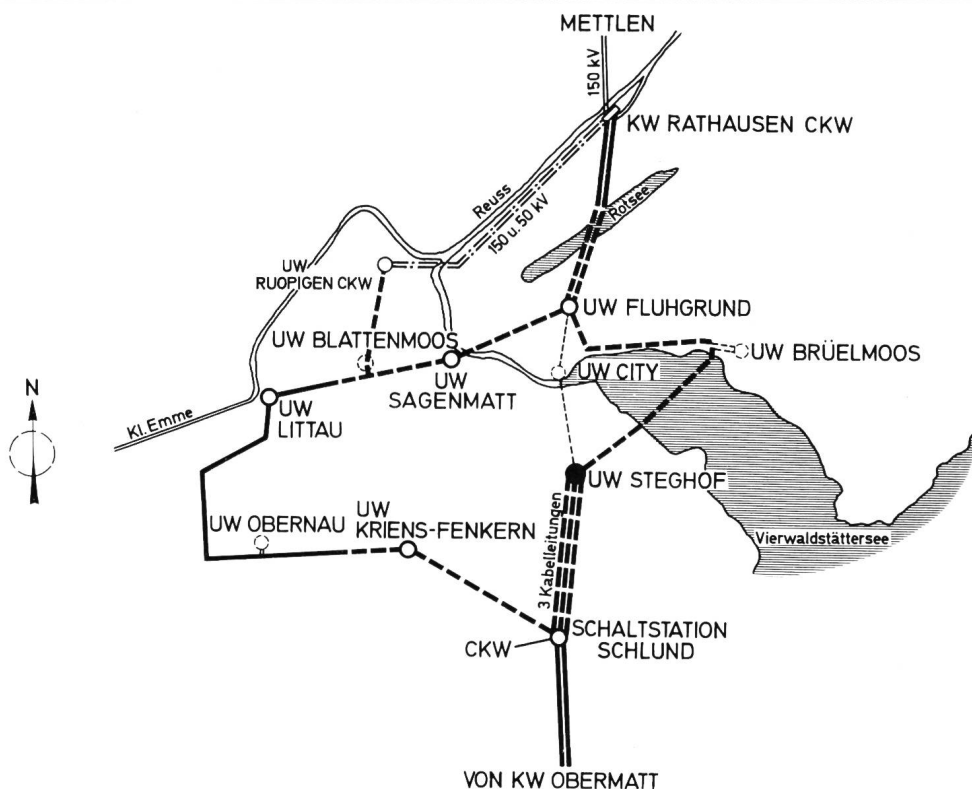 METTLEN
150 kV
KW RATHAUSEN CKW
Reuss
Rotsee
150 u. 50 kV
UW
RUOPIGEN CKW
UW FLUHGRUND
UW BLATTENMOOS
UW BRÜELMOOS
UW CITY
UW
SAGENMATT
N
UW
LITTAU
Kl. Emme
UW STEGHOF
UW
KRIENS-FENKERN
UW OBERNAU
3 Kabelleitungen
Vierwaldstättersee
SCHALTSTATION
SCHLUND
CKW
VON KW OBERMATT